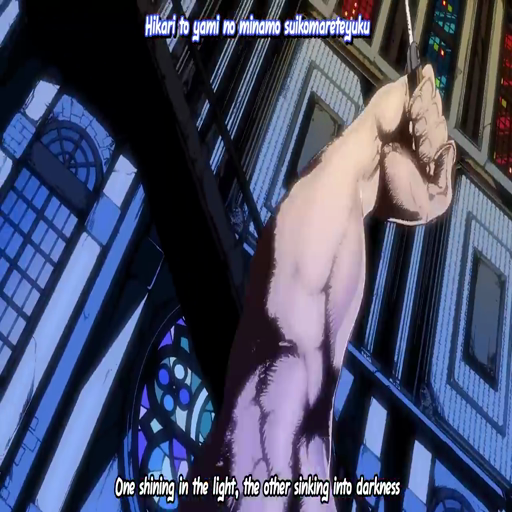 Hikari to yami no minamo suikomareteyuku
One shining in the light, the other sinking into darkness